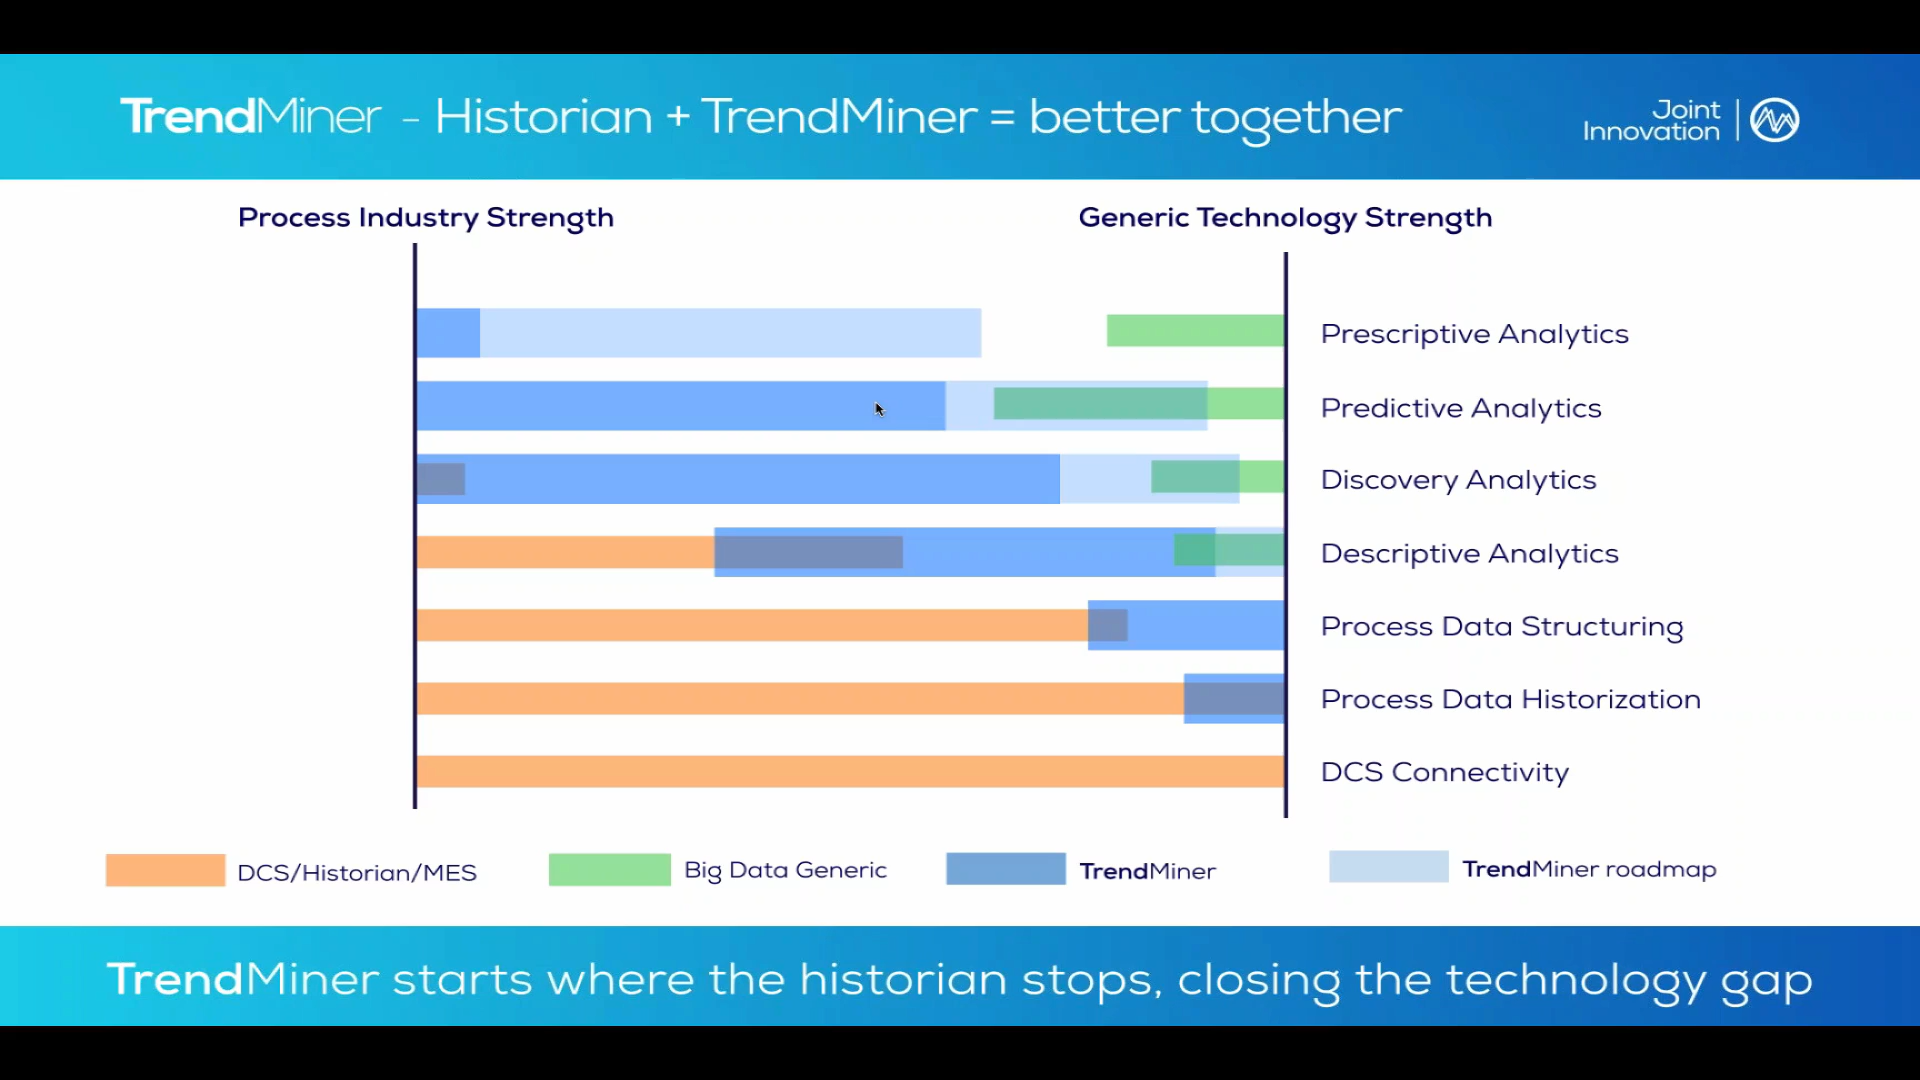 TrendMiner - Historian + TrendMiner = better together
Joint
Innovation
Process Industry Strength
Generic Technology Strength
Prescriptive Analytics
Predictive Analytics
Discovery Analytics
Descriptive Analytics
Process Data Structuring
Process Data Historization
DCS Connectivity
DCS/Historian/MES
Big Data Generic
TrendMiner
TrendMiner roadmap
TrendMiner starts where the historian stops, closing the technology gap